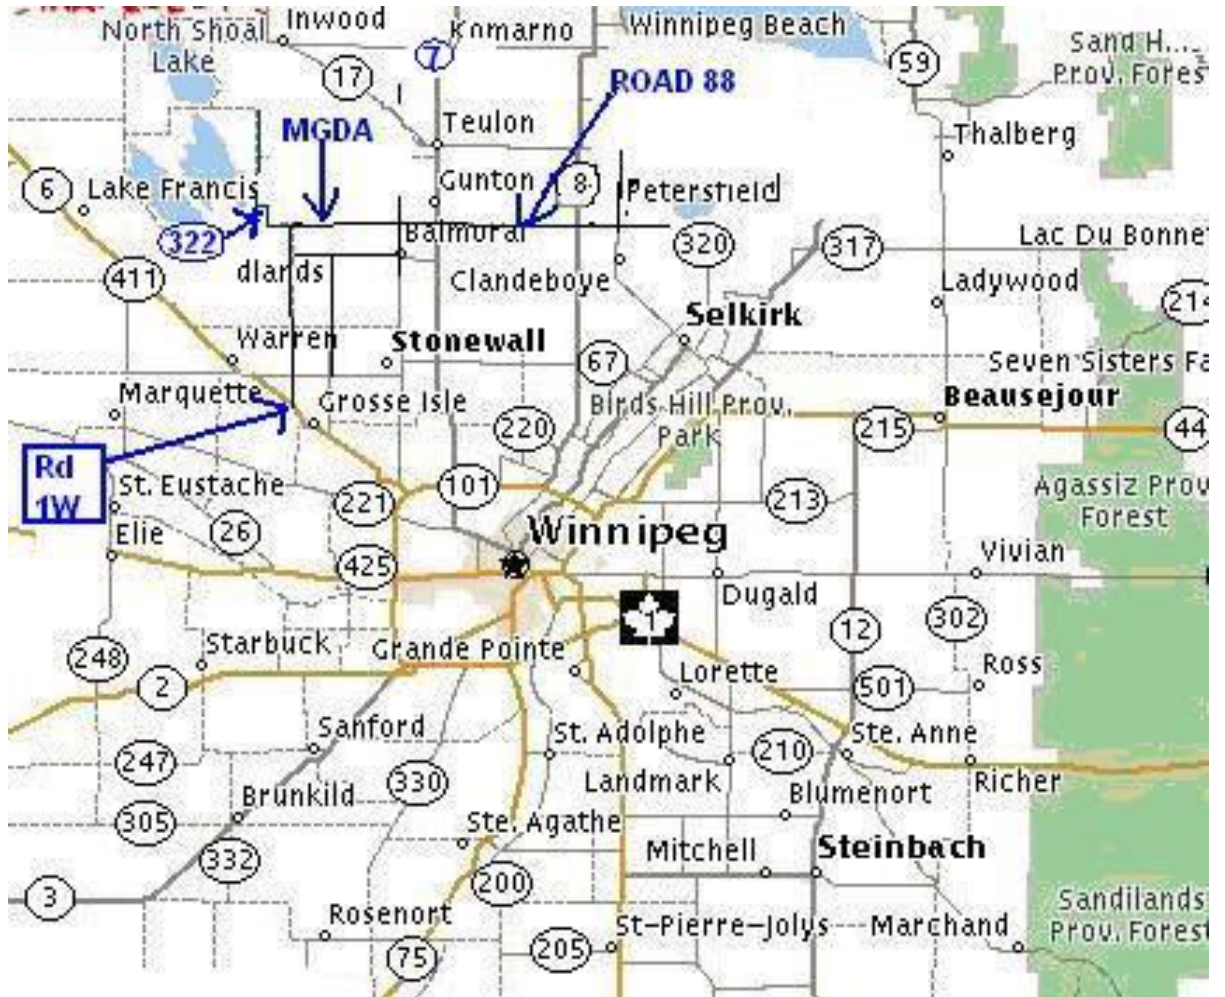 Inwood
Komarno
Winnipeg Beach
North Shoal
Lake
7
17
59
Sand H....
Prov. Forest
ROAD 88
MGDA
Teulon
Thalberg
6
Lake Francis
Gunton
8
Petersfield
322
Balmoral
320
317
Lac Du Bonnet
411
dlands
Clandeboye
Ladywood
214
Selkirk
Warren
Stonewall
67
Seven Sisters Fa
Marquette
Grosse Isle
Birds Hill Prov.
Park
Beausejour
220
215
44
Rd
1W
St. Eustache
221
101
213
Agassiz Prov
Forest
Elie
26
Winnipeg
Vivian
425
Dugald
1
12
302
248
Starbuck
Grande Pointe
Lorette
Ross
2
501
Sanford
St. Adolphe
210
Ste. Anne
247
330
Landmark
Richer
Brunkild
Blumenort
305
Ste. Agathe
332
Mitchell
Steinbach
3
200
Rosenort
St-Pierre-Jolys
Marchand
Sandilands
Prov. Forest
75
205